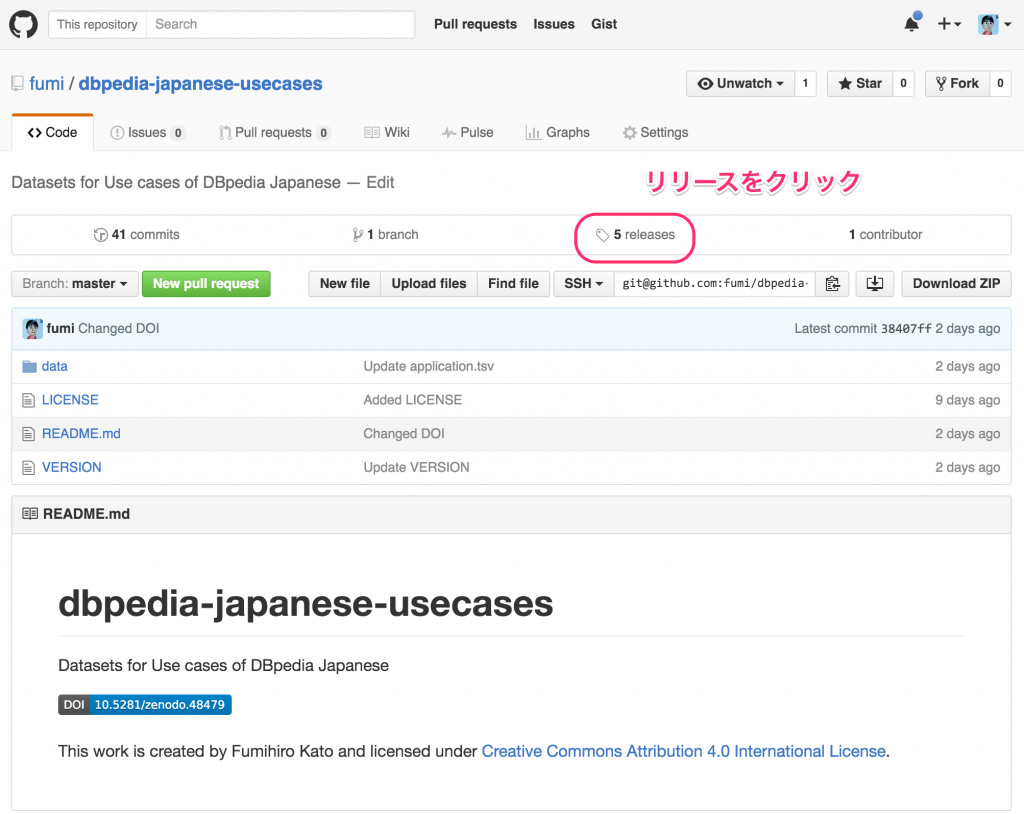 This repository Search Pull requests Issues Gist
fumi / dbpedia-japanese-usecases Unwatch 1 Star 0 Fork 0
Code Issues 0 Pull requests 0 Wiki Pulse Graphs Settings
Datasets for Use cases of DBpedia Japanese — Edit
リリースをクリック
41 commits 1 branch 5 releases 1 contributor
Branch: master New pull request New file Upload files Find file SSH git@github.com:fumi/dbpedia- Download ZIP
fumi Changed DOI Latest commit 38407ff 2 days ago
data Update application.tsv 2 days ago
LICENSE Added LICENSE 9 days ago
README.md Changed DOI 2 days ago
VERSION Update VERSION 2 days ago
README.md
dbpedia-japanese-usecases
Datasets for Use cases of DBpedia Japanese
DOI 10.5281/zenodo.48479
This work is created by Fumihiro Kato and licensed under Creative Commons Attribution 4.0 International License.